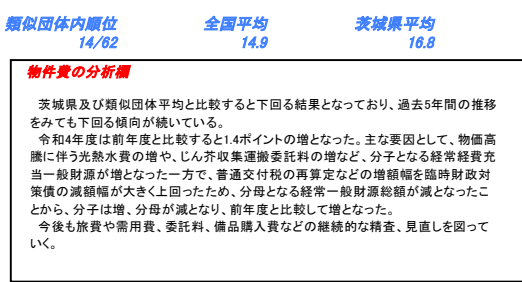 類似団体内順位 全国平均 茨城県平均
14/62 14.9 16.8
物件費の分析欄
茨城県及び類似団体平均と比較すると下回る結果となっており、過去5年間の推移
をみても下回る傾向が続いている。
令和4年度は前年度と比較すると1.4ポイントの増となった。主な要因として、物価高
騰に伴う光熱水費の増や、じん芥収集運搬委託料の増など、分子となる経常経費充
当一般財源が増となった一方で、普通交付税の再算定などの増額幅を臨時財政対
策債の減額幅が大きく上回ったため、分母となる経常一般財源総額が減となったこ
とから、分子は増、分母が減となり、前年度と比較して増となった。
今後も旅費や需用費、委託料、備品購入費などの継続的な精査、見直しを図って
いく。